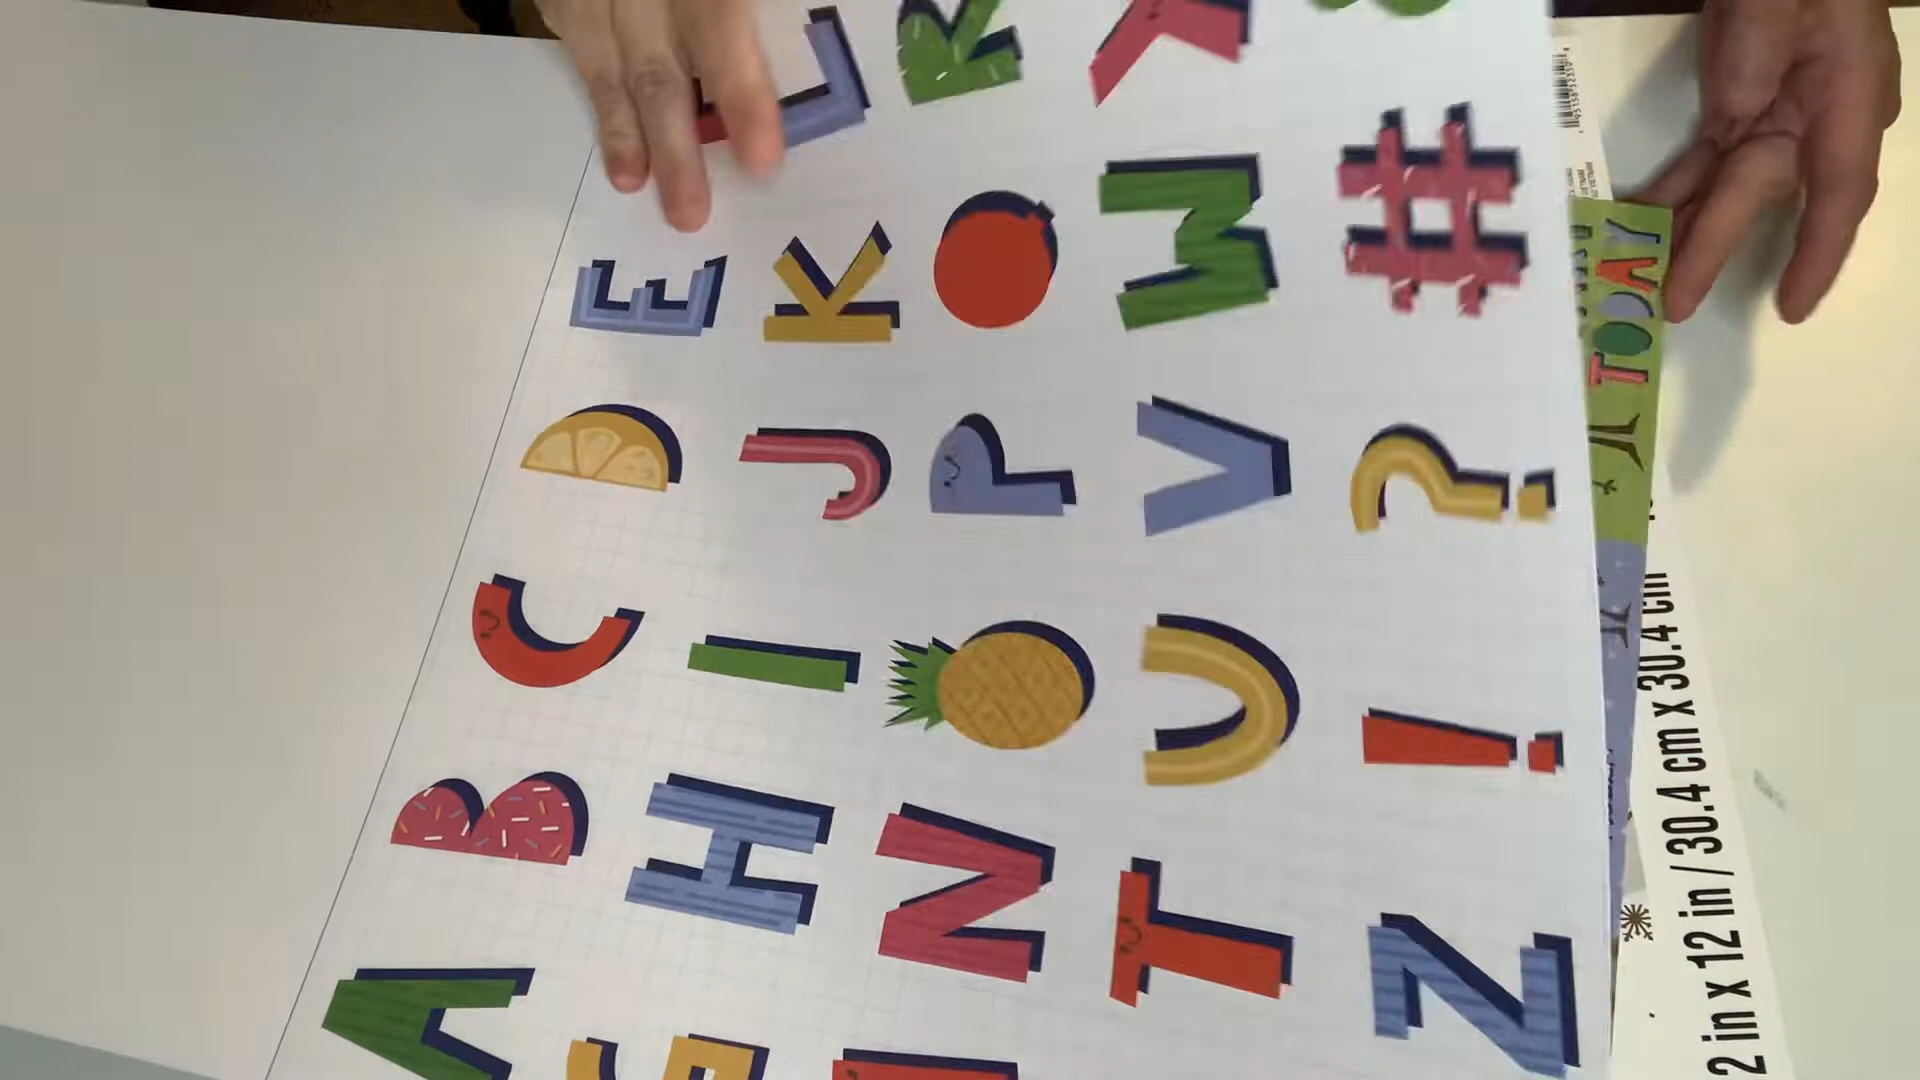 A B C D E
G H I J K L
N O P Q R
T U V W
Z ! ? #
TODAY
2 in x 12 in / 30.4 cm x 30.4 cm